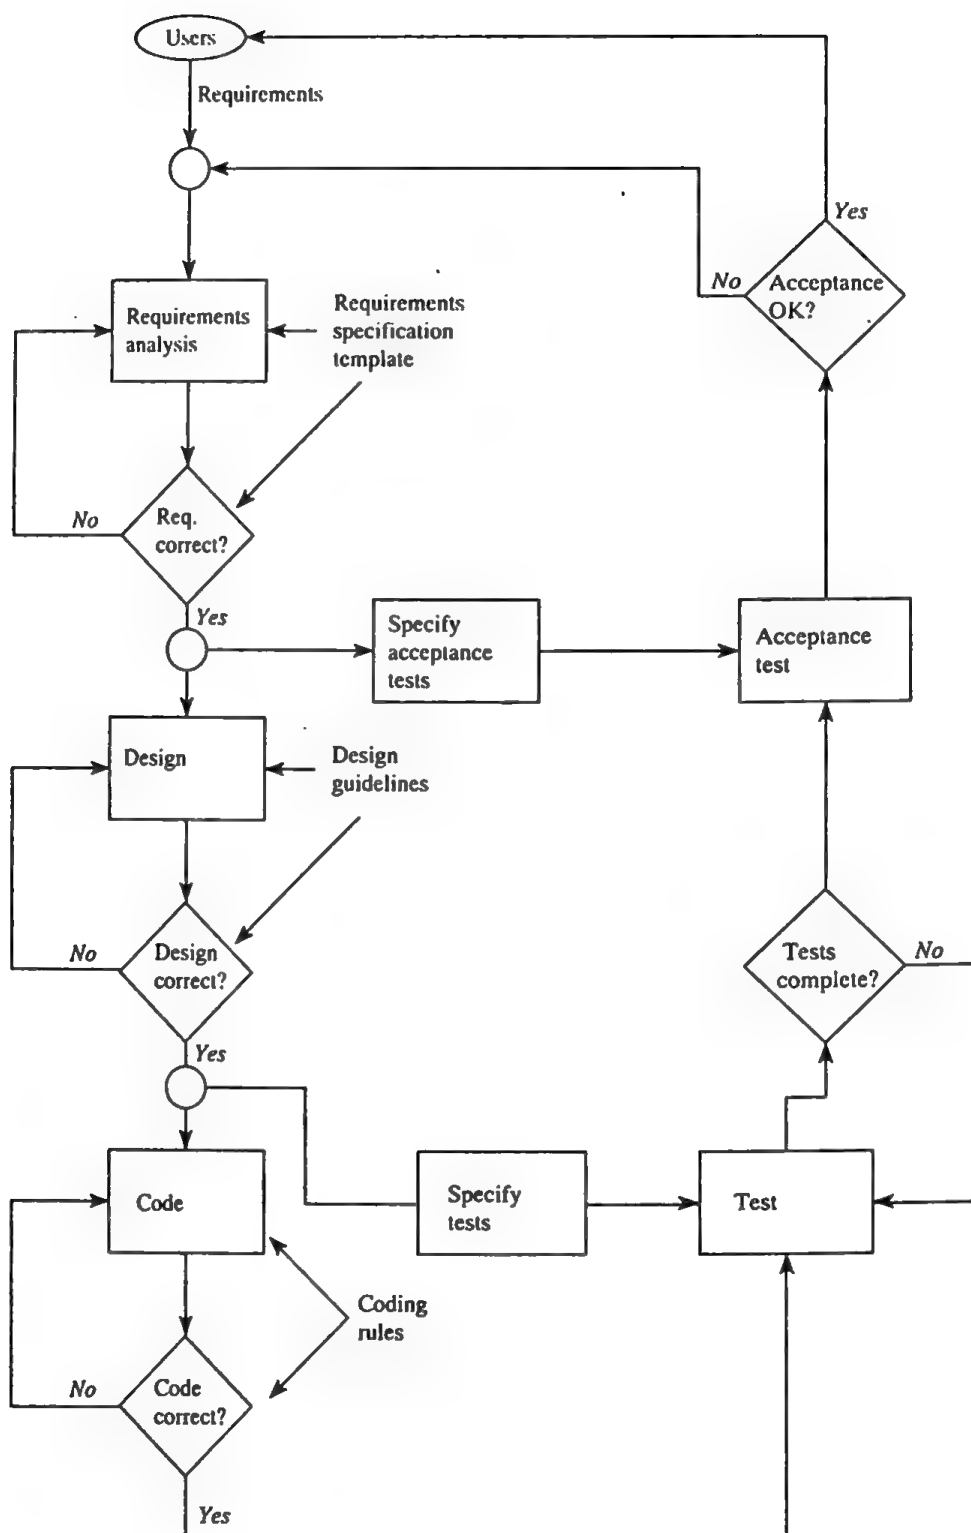 Users
Requirements
Yes
No
Acceptance
OK?
Requirements
analysis
Requirements
specification
template
No
Req.
correct?
Yes
Specify
acceptance
tests
Acceptance
test
Design
Design
guidelines
No
Design
correct?
Tests
complete?
No
Yes
Code
Specify
tests
Test
Coding
rules
No
Code
correct?
Yes